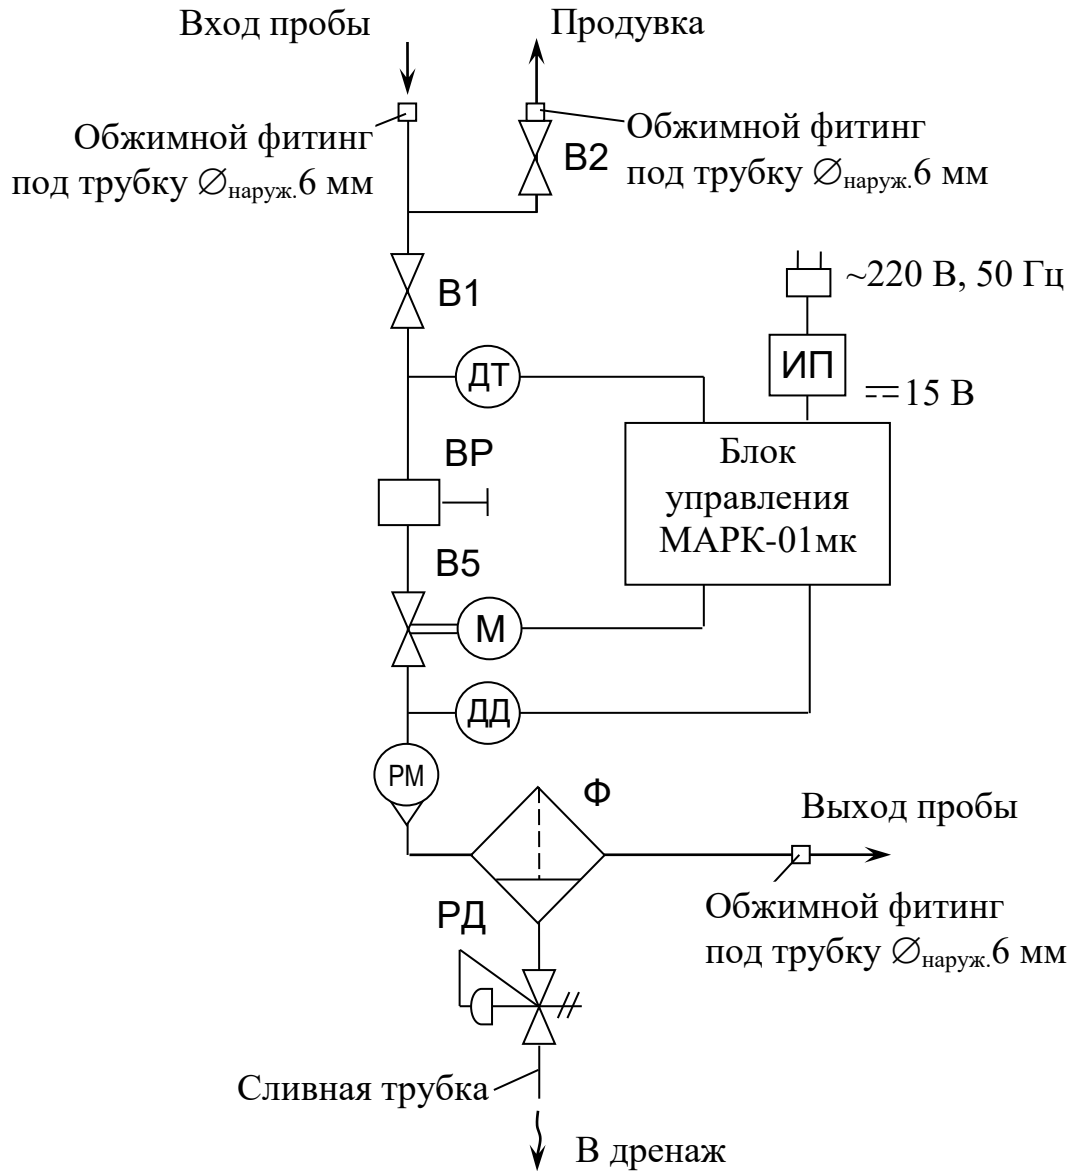 Вход пробы
Продувка
Обжимной фитинг
под трубку ∅наруж.6 мм
Обжимной фитинг
под трубку ∅наруж.6 мм
В2
~220 В, 50 Гц
В1
ИП
ДТ
15 В
ВР
Блок
управления
МАРК-01мк
В5
М
ДД
РМ
Ф
Выход пробы
Обжимной фитинг
под трубку ∅наруж.6 мм
РД
Сливная трубка
В дренаж